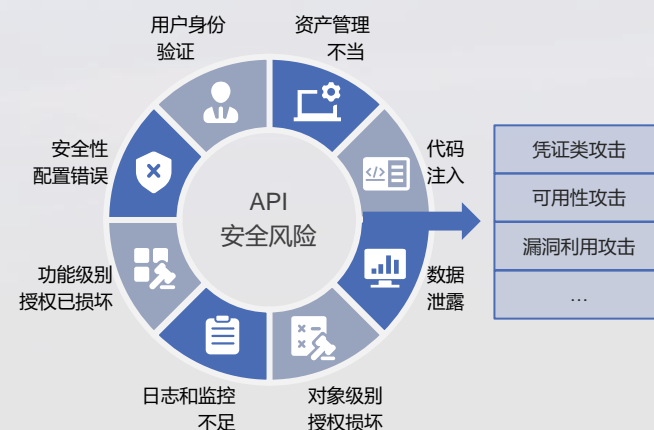 用户身份
验证
资产管理
不当
代码
注入
数据
泄露
对象级别
授权损坏
日志和监控
不足
功能级别
授权已损坏
安全性
配置错误
API
安全风险
</>
凭证类攻击
可用性攻击
漏洞利用攻击
…